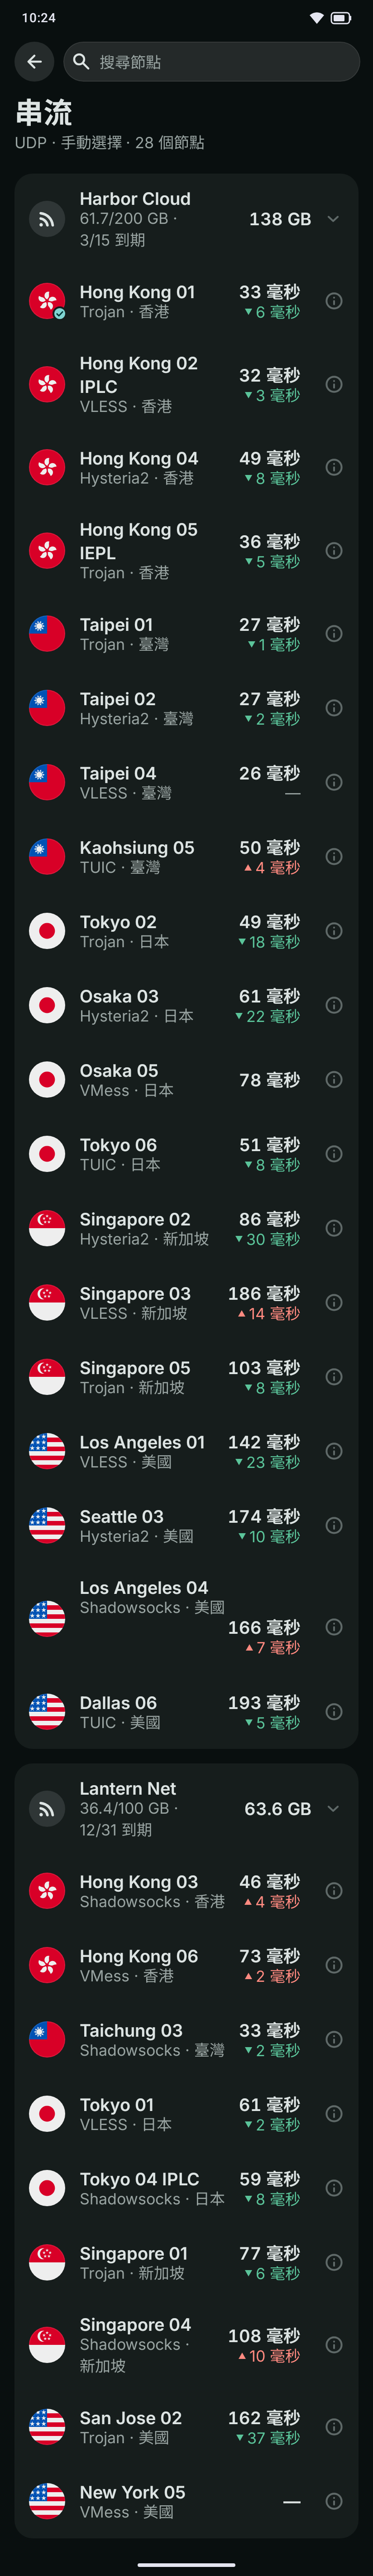 10:24
搜尋節點
串流
UDP · 手動選擇 · 28 個節點
Harbor Cloud
61.7/200 GB ·
3/15 到期
138 GB
Hong Kong 01
Trojan · 香港
33 毫秒
▼6 毫秒
Hong Kong 02
IPLC
VLESS · 香港
32 毫秒
▼3 毫秒
Hong Kong 04
Hysteria2 · 香港
49 毫秒
▼8 毫秒
Hong Kong 05
IEPL
Trojan · 香港
36 毫秒
▼5 毫秒
Taipei 01
Trojan · 臺灣
27 毫秒
▼1 毫秒
Taipei 02
Hysteria2 · 臺灣
27 毫秒
▼2 毫秒
Taipei 04
VLESS · 臺灣
26 毫秒
—
Kaohsiung 05
TUIC · 臺灣
50 毫秒
▲4 毫秒
Tokyo 02
Trojan · 日本
49 毫秒
▼18 毫秒
Osaka 03
Hysteria2 · 日本
61 毫秒
▼22 毫秒
Osaka 05
VMess · 日本
78 毫秒
Tokyo 06
TUIC · 日本
51 毫秒
▼8 毫秒
Singapore 02
Hysteria2 · 新加坡
86 毫秒
▼30 毫秒
Singapore 03
VLESS · 新加坡
186 毫秒
▲14 毫秒
Singapore 05
Trojan · 新加坡
103 毫秒
▼8 毫秒
Los Angeles 01
VLESS · 美國
142 毫秒
▼23 毫秒
Seattle 03
Hysteria2 · 美國
174 毫秒
▼10 毫秒
Los Angeles 04
Shadowsocks · 美國
166 毫秒
▲7 毫秒
Dallas 06
TUIC · 美國
193 毫秒
▼5 毫秒
Lantern Net
36.4/100 GB ·
12/31 到期
63.6 GB
Hong Kong 03
Shadowsocks · 香港
46 毫秒
▲4 毫秒
Hong Kong 06
VMess · 香港
73 毫秒
▲2 毫秒
Taichung 03
Shadowsocks · 臺灣
33 毫秒
▼2 毫秒
Tokyo 01
VLESS · 日本
61 毫秒
▼2 毫秒
Tokyo 04 IPLC
Shadowsocks · 日本
59 毫秒
▼8 毫秒
Singapore 01
Trojan · 新加坡
77 毫秒
▼6 毫秒
Singapore 04
Shadowsocks ·
新加坡
108 毫秒
▲10 毫秒
San Jose 02
Trojan · 美國
162 毫秒
▼37 毫秒
New York 05
VMess · 美國
—